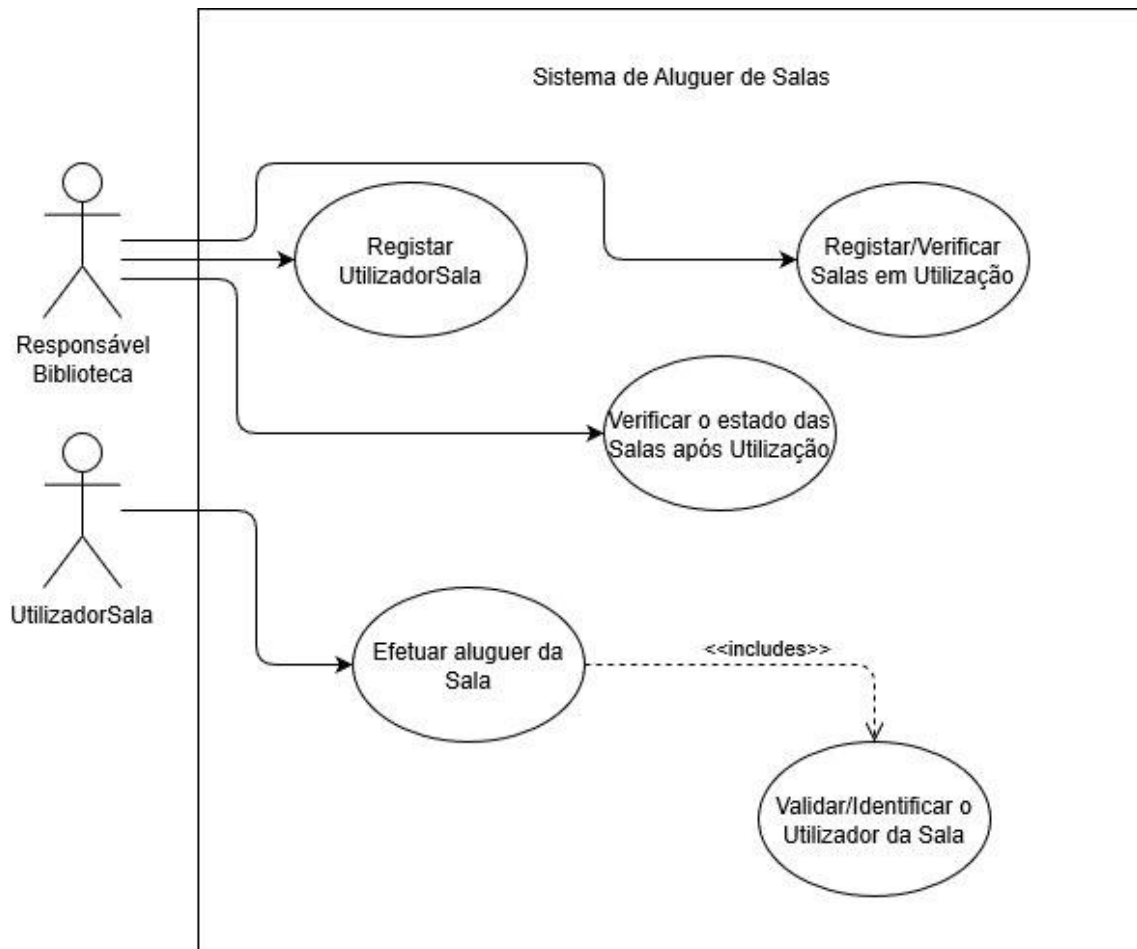 Sistema de Aluguer de Salas
Registar
UtilizadorSala
Registar/Verificar
Salas em Utilização
Responsável
Biblioteca
Verificar o estado das
Salas após Utilização
UtilizadorSala
Efetuar aluguer da
Sala
<<includes>>
Validar/Identificar o
Utilizador da Sala